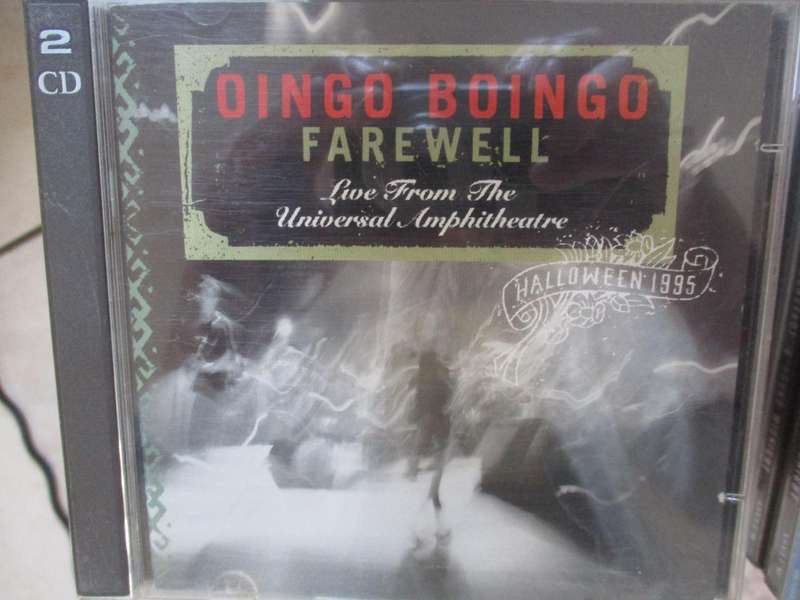 2
CD
OINGO BOINGO
FAREWELL
Live From The
Universal Amphitheatre
HALLOWEEN 1995